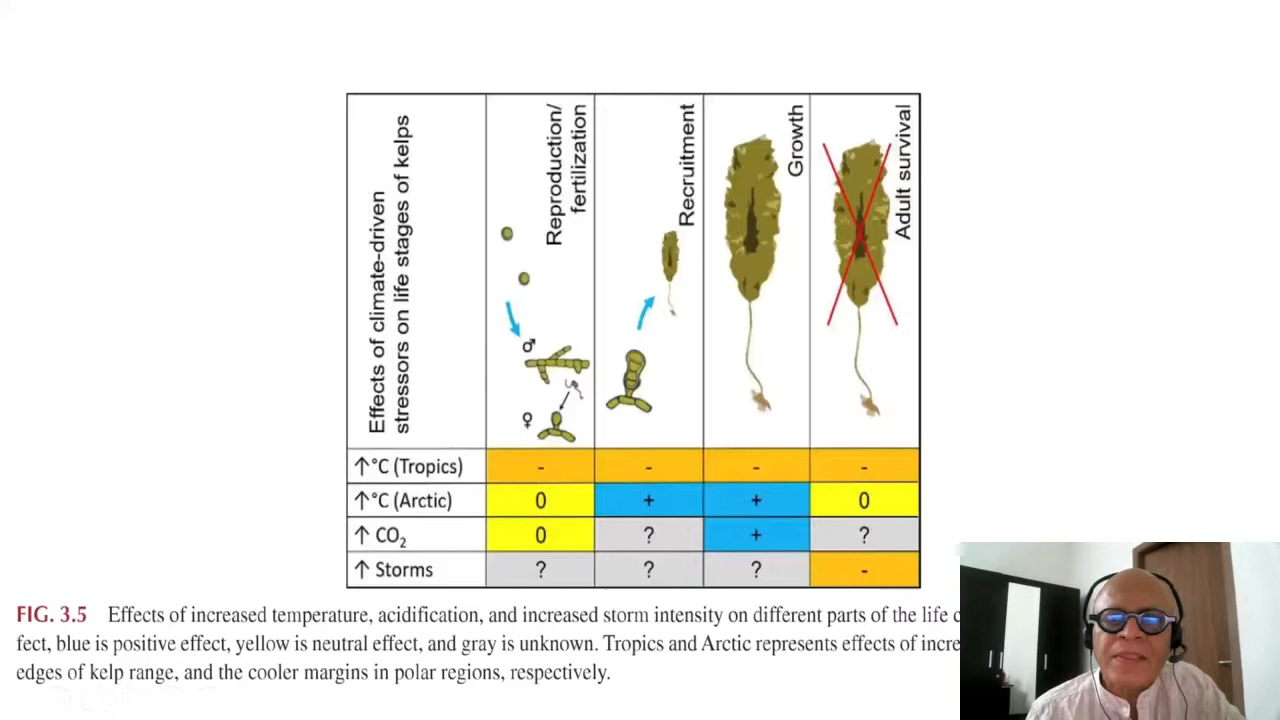 Effects of climate-driven
stressors on life stages of kelps
Reproduction/
fertilization
Recruitment
Growth
Adult survival
♂
♀
↑°C (Tropics) - - - -
↑°C (Arctic) 0 + + 0
↑ CO₂ 0 ? + ?
↑ Storms ? ? ? -
FIG. 3.5 Effects of increased temperature, acidification, and increased storm intensity on different parts of the life
fect, blue is positive effect, yellow is neutral effect, and gray is unknown. Tropics and Arctic represents effects of incre
edges of kelp range, and the cooler margins in polar regions, respectively.